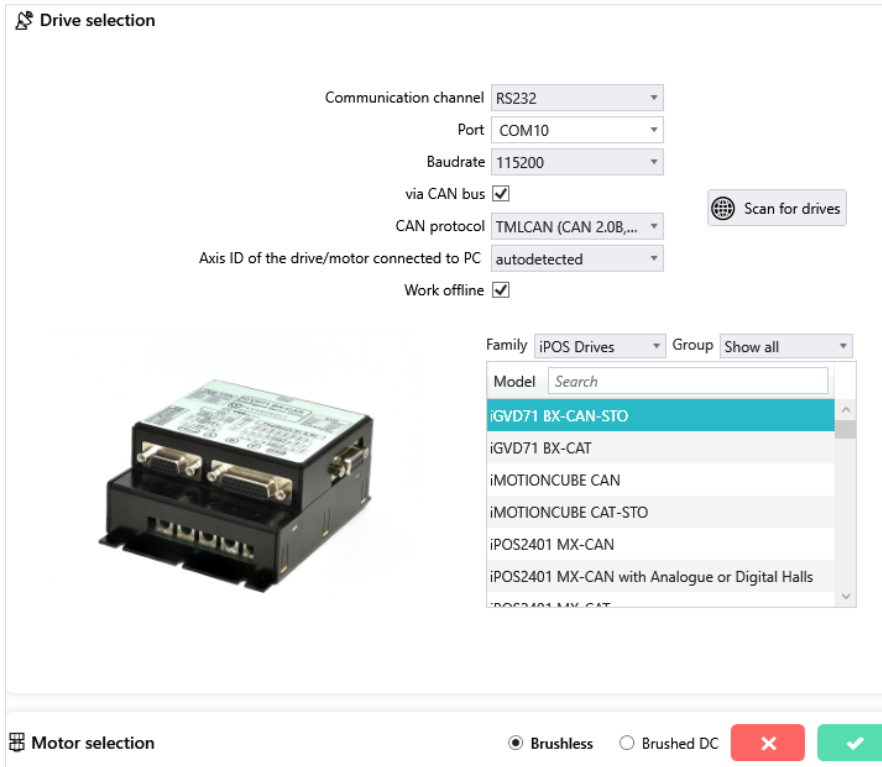 Drive selection
Communication channel RS232
Port COM10
Baudrate 115200
via CAN bus
Scan for drives
CAN protocol TMLCAN (CAN 2.0B,...
Axis ID of the drive/motor connected to PC autodetected
Work offline
Family iPOS Drives Group Show all
Model Search
iGVD71 BX-CAN-STO
iGVD71 BX-CAT
iMOTIONCUBE CAN
iMOTIONCUBE CAT-STO
iPOS2401 MX-CAN
iPOS2401 MX-CAN with Analogue or Digital Halls
iPOS2401 MX-CAT
Motor selection Brushless Brushed DC